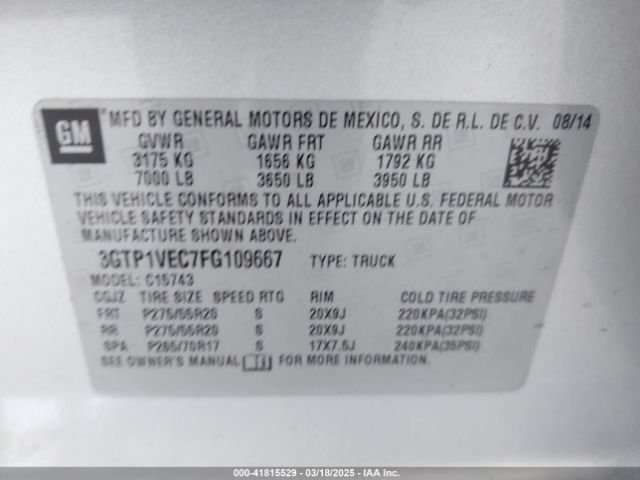 GM
*MFD BY GENERAL MOTORS DE MEXICO, S. DE R.L. DE C.V. 08/14
GVWR GAWR FRT GAWR RR
3175 KG 1656 KG 1792 KG
7000 LB 3650 LB 3950 LB
THIS VEHICLE CONFORMS TO ALL APPLICABLE U.S. FEDERAL MOTOR
VEHICLE SAFETY STANDARDS IN EFFECT ON THE DATE OF
MANUFACTURE SHOWN ABOVE.
3GTP1VEC7FG109667 TYPE: TRUCK
MODEL: C15743
CGJZ TIRE SIZE SPEED RTG RIM COLD TIRE PRESSURE
FRT P275/55R20 S 20X9J 220KPA(32PSI)
RR P275/55R20 S 20X9J 220KPA(32PSI)
SPA P265/70R17 S 17X7.5J 240KPA(35PSI)
SEE OWNER'S MANUAL FOR MORE INFORMATION.
000-41815529 - 03/18/2025 - IAA Inc.